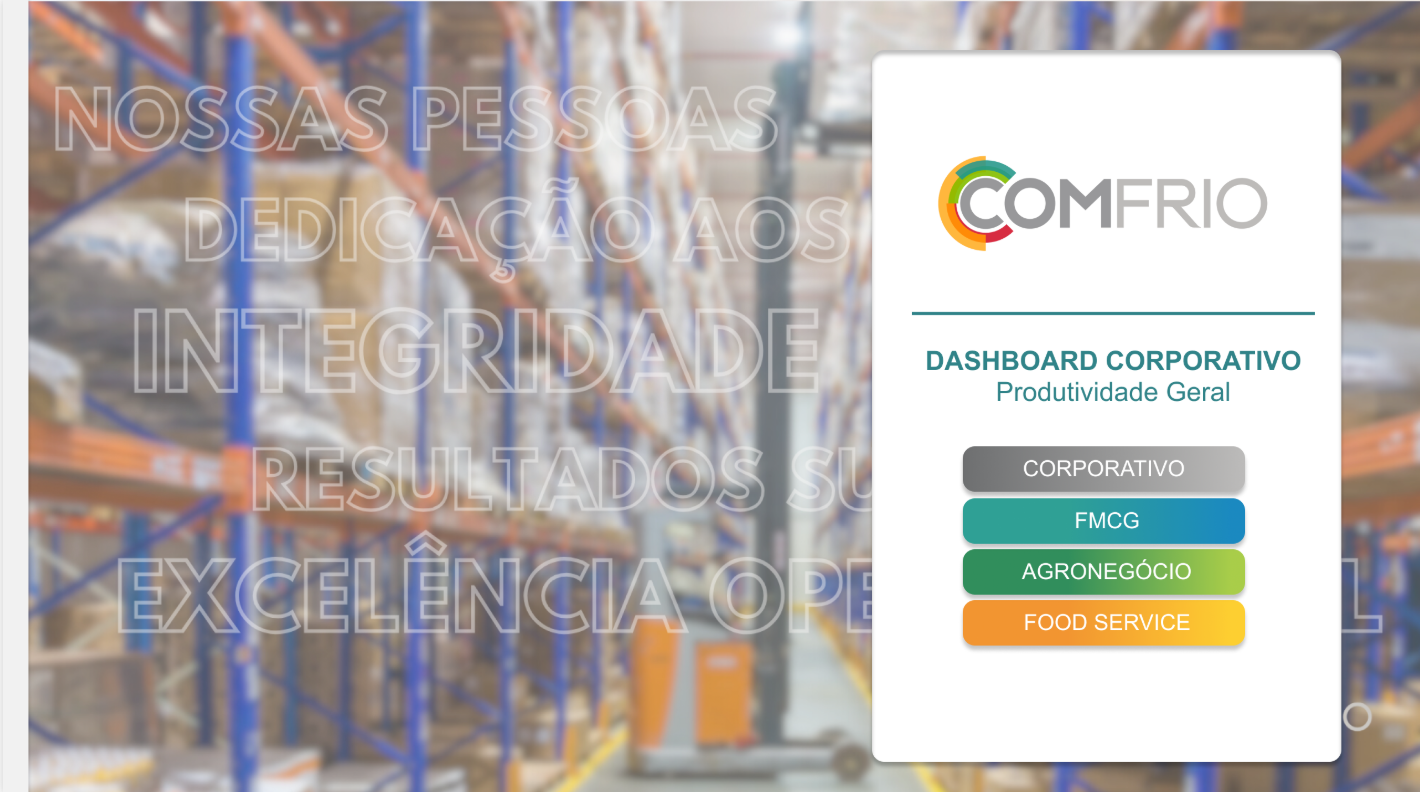 NOSSAS PESSOAS
DEDICAÇÃO AOS
INTEGRIDADE
RESULTADOS SU
EXCELÊNCIA OPE L
COMFRIO
DASHBOARD CORPORATIVO
Produtividade Geral
CORPORATIVO
FMCG
AGRONEGÓCIO
FOOD SERVICE